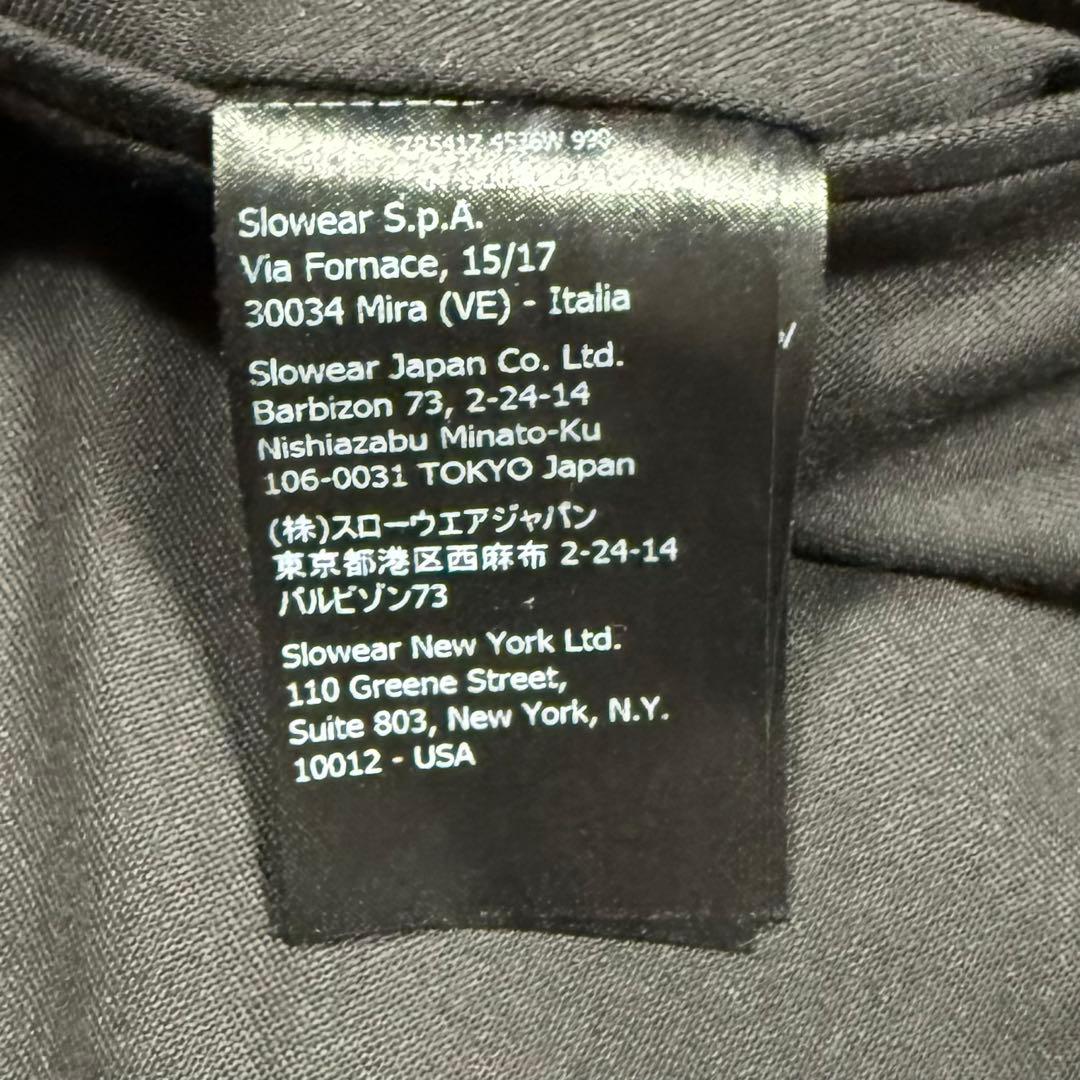 ZR541Z 4536W 999
Slowear S.p.A.
Via Fornace, 15/17
30034 Mira (VE) - Italia
Slowear Japan Co. Ltd.
Barbizon 73, 2-24-14
Nishiazabu Minato-Ku
106-0031 TOKYO Japan
(株)スローウエアジャパン
東京都港区西麻布 2-24-14
バルビゾン73
Slowear New York Ltd.
110 Greene Street,
Suite 803, New York, N.Y.
10012 - USA